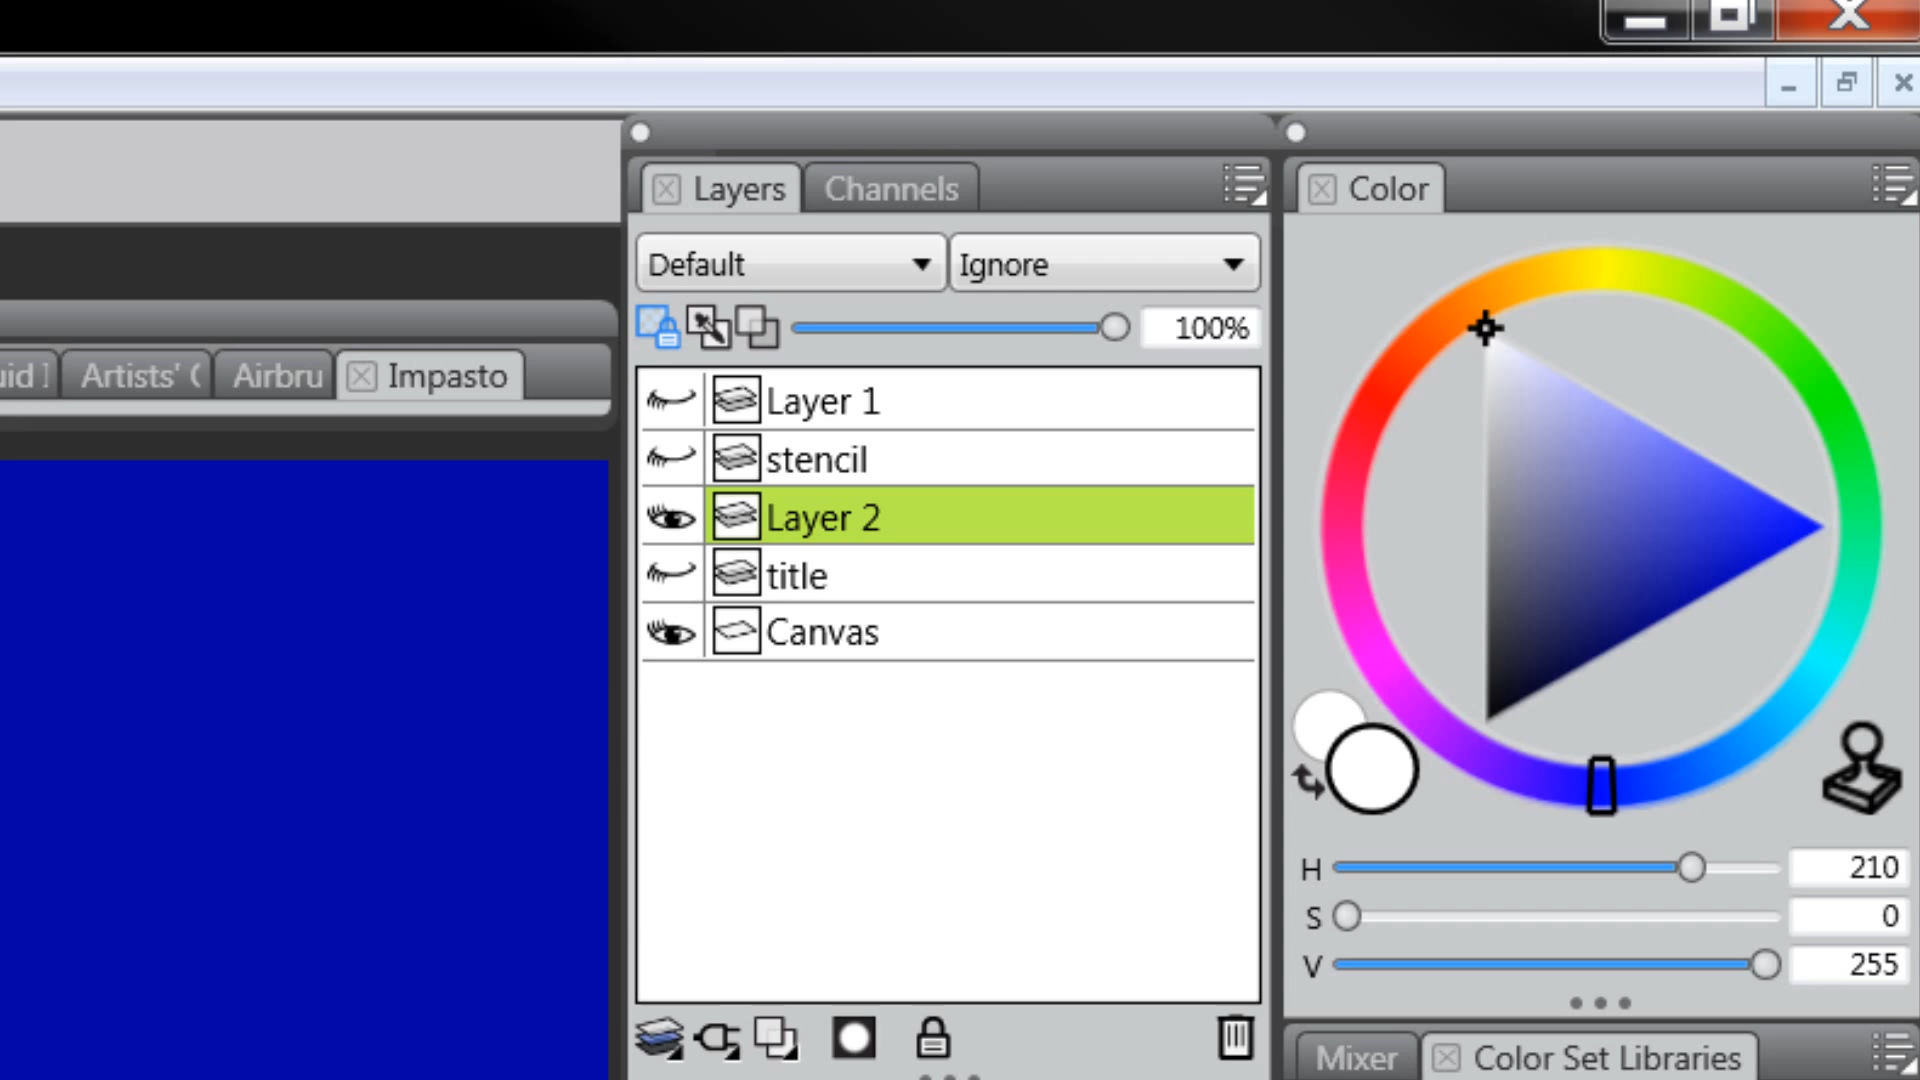 Layers Channels
Color
Default Ignore
100%
Artists' Airbru Impasto
Layer 1
stencil
Layer 2
title
Canvas
H 210
S 0
V 255
Mixer Color Set Libraries